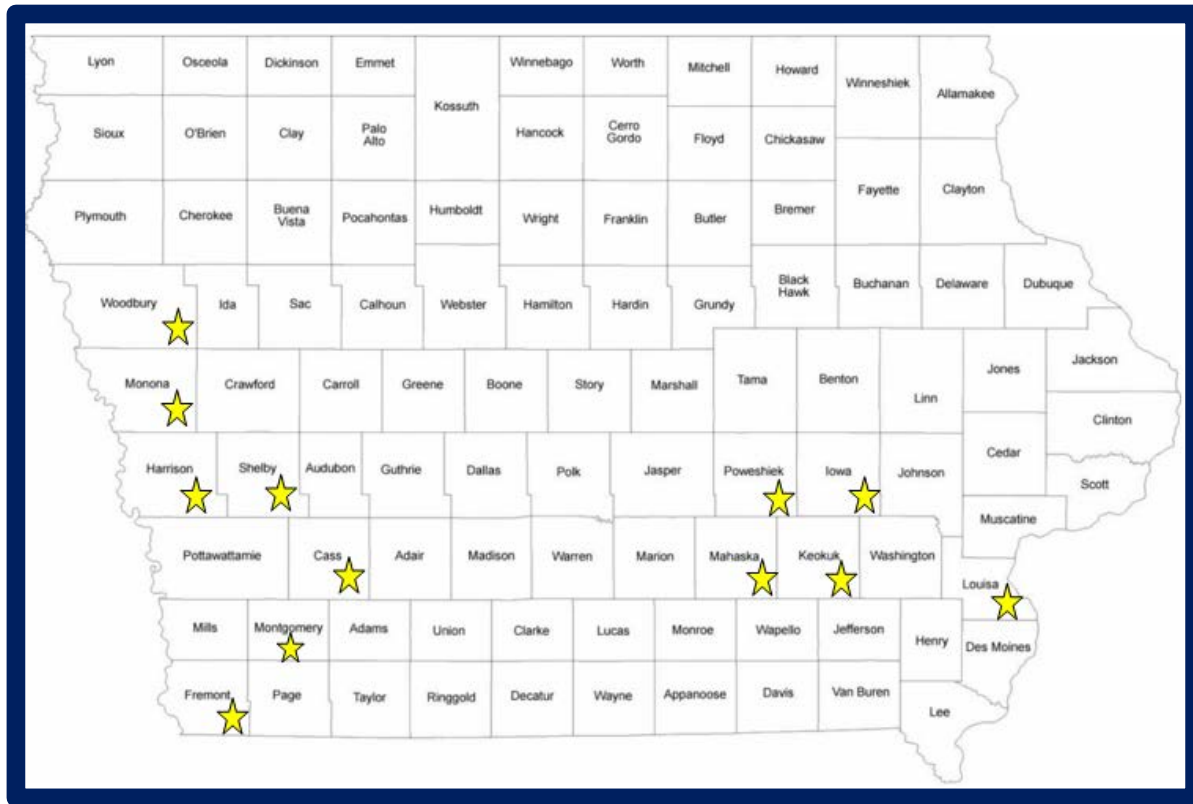 Lyon
Osceola
Dickinson
Emmet
Winnebago
Worth
Mitchell
Howard
Winneshiek
Allamakee
Kossuth
Sioux
O'Brien
Clay
Palo
Alto
Hancock
Cerro
Gordo
Floyd
Chickasaw
Fayette
Clayton
Plymouth
Cherokee
Buena
Vista
Pocahontas
Humboldt
Wright
Franklin
Butler
Bremer
Woodbury
Ida
Sac
Calhoun
Webster
Hamilton
Hardin
Grundy
Black
Hawk
Buchanan
Delaware
Dubuque
Monona
Crawford
Carroll
Greene
Boone
Story
Marshall
Tama
Benton
Linn
Jones
Jackson
Clinton
Harrison
Shelby
Audubon
Guthrie
Dallas
Polk
Jasper
Poweshiek
Iowa
Johnson
Cedar
Scott
Muscatine
Pottawattamie
Cass
Adair
Madison
Warren
Marion
Mahaska
Keokuk
Washington
Louisa
Mills
Montgomery
Adams
Union
Clarke
Lucas
Monroe
Wapello
Jefferson
Henry
Des Moines
Fremont
Page
Taylor
Ringgold
Decatur
Wayne
Appanoose
Davis
Van Buren
Lee